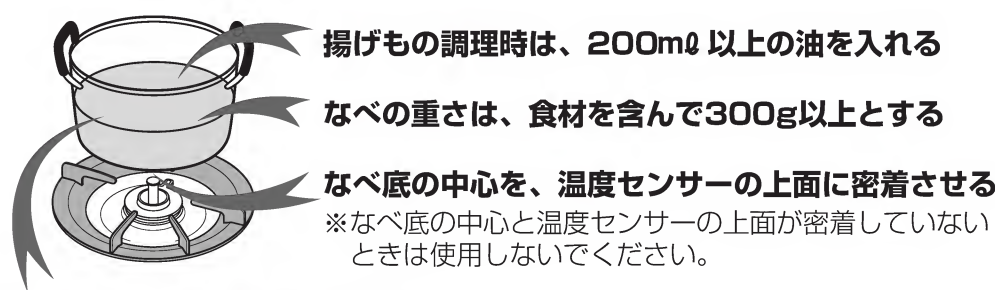 揚げもの調理時は、200mℓ 以上の油を入れる
なべの重さは、食材を含んで300g以上とする
なべ底の中心を、温度センサーの上面に密着させる
※なべ底の中心と温度センサーの上面が密着していない
ときは使用しないでください。